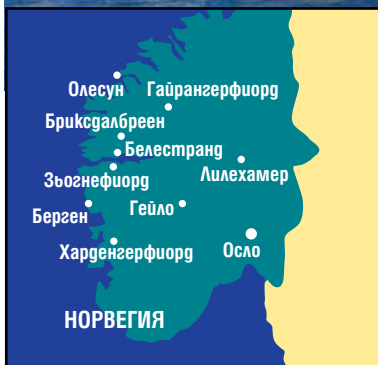 Олесун
Гайрангерфиорд
Бриксдалбреен
Белестранд
Зьогнефиорд
Лилехамер
Берген
Гейло
Харденгерфиорд
Осло
НОРВЕГИЯ